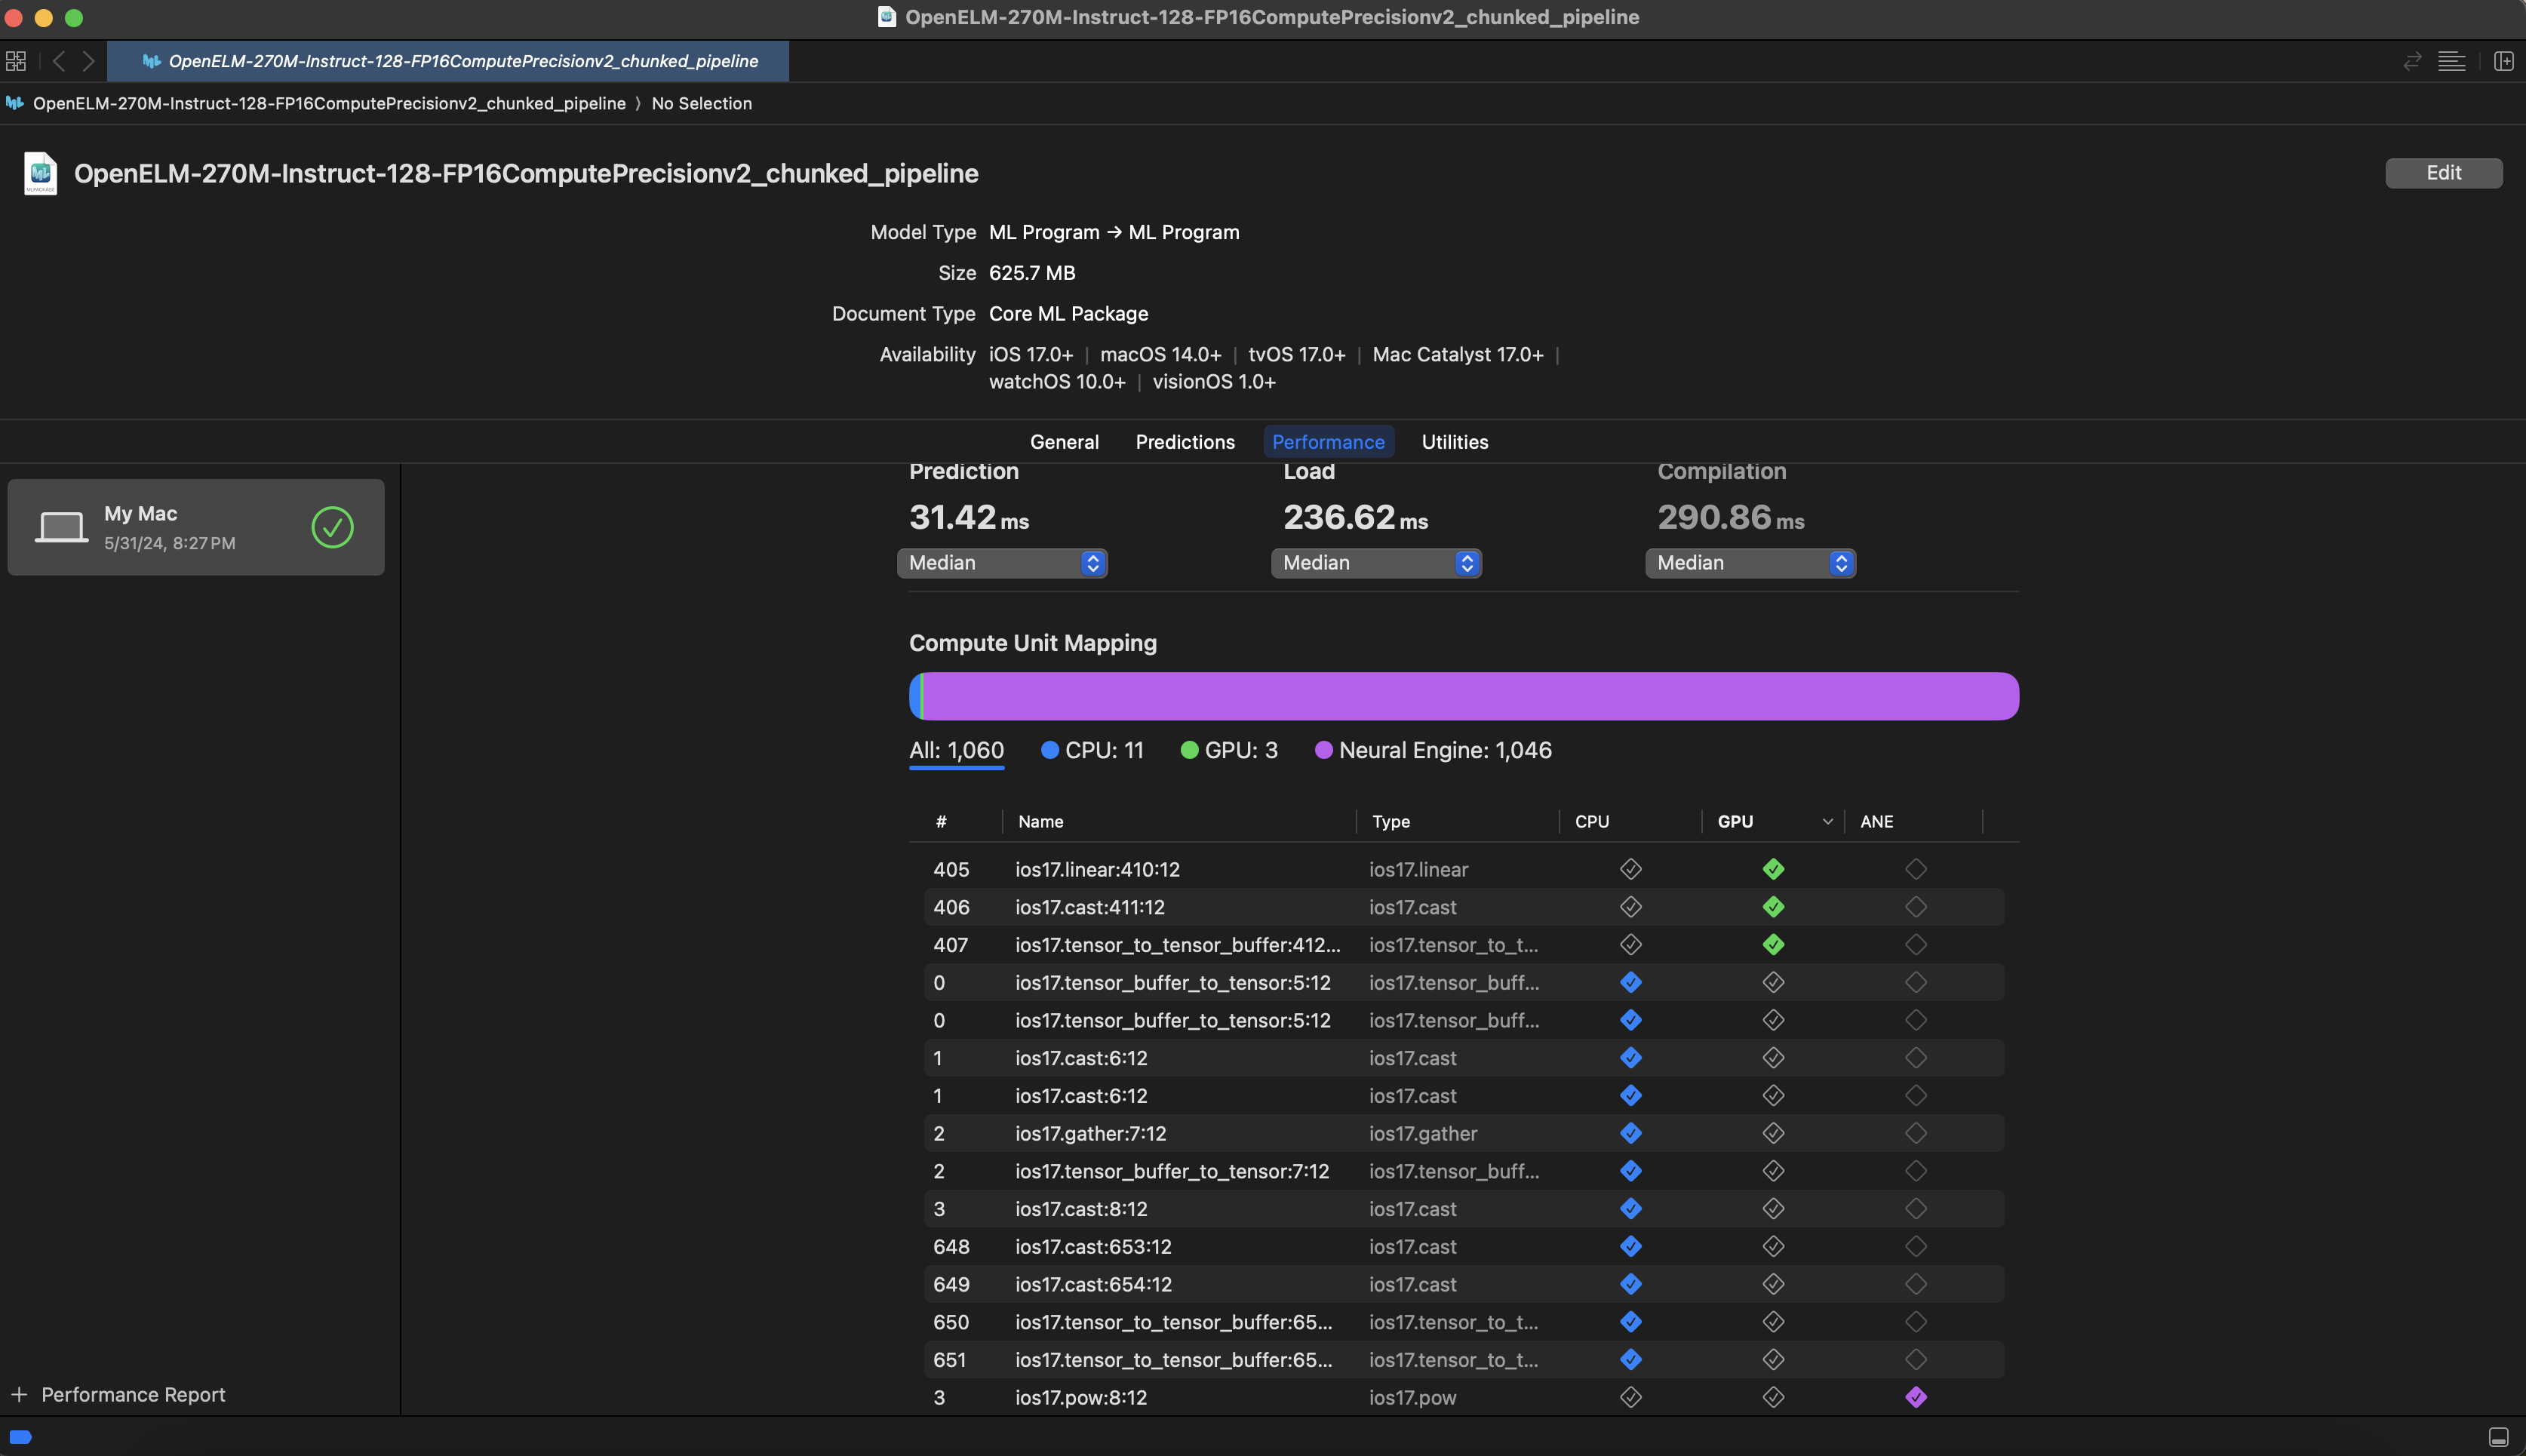 OpenELM-270M-Instruct-128-FP16ComputePrecisionv2_chunked_pipeline
OpenELM-270M-Instruct-128-FP16ComputePrecisionv2_chunked_pipeline
OpenELM-270M-Instruct-128-FP16ComputePrecisionv2_chunked_pipeline 〉 No Selection
OpenELM-270M-Instruct-128-FP16ComputePrecisionv2_chunked_pipeline
Edit
Model Type ML Program → ML Program
Size 625.7 MB
Document Type Core ML Package
Availability iOS 17.0+ | macOS 14.0+ | tvOS 17.0+ | Mac Catalyst 17.0+ |
watchOS 10.0+ | visionOS 1.0+
General Predictions Performance Utilities
My Mac
5/31/24, 8:27 PM
Prediction Load Compilation
31.42 ms 236.62 ms 290.86 ms
Median Median Median
Compute Unit Mapping
All: 1,060 CPU: 11 GPU: 3 Neural Engine: 1,046
# Name Type CPU GPU ANE
405 ios17.linear:410:12 ios17.linear
406 ios17.cast:411:12 ios17.cast
407 ios17.tensor_to_tensor_buffer:412... ios17.tensor_to_t...
0 ios17.tensor_buffer_to_tensor:5:12 ios17.tensor_buff...
0 ios17.tensor_buffer_to_tensor:5:12 ios17.tensor_buff...
1 ios17.cast:6:12 ios17.cast
1 ios17.cast:6:12 ios17.cast
2 ios17.gather:7:12 ios17.gather
2 ios17.tensor_buffer_to_tensor:7:12 ios17.tensor_buff...
3 ios17.cast:8:12 ios17.cast
648 ios17.cast:653:12 ios17.cast
649 ios17.cast:654:12 ios17.cast
650 ios17.tensor_to_tensor_buffer:65... ios17.tensor_to_t...
651 ios17.tensor_to_tensor_buffer:65... ios17.tensor_to_t...
3 ios17.pow:8:12 ios17.pow
+ Performance Report